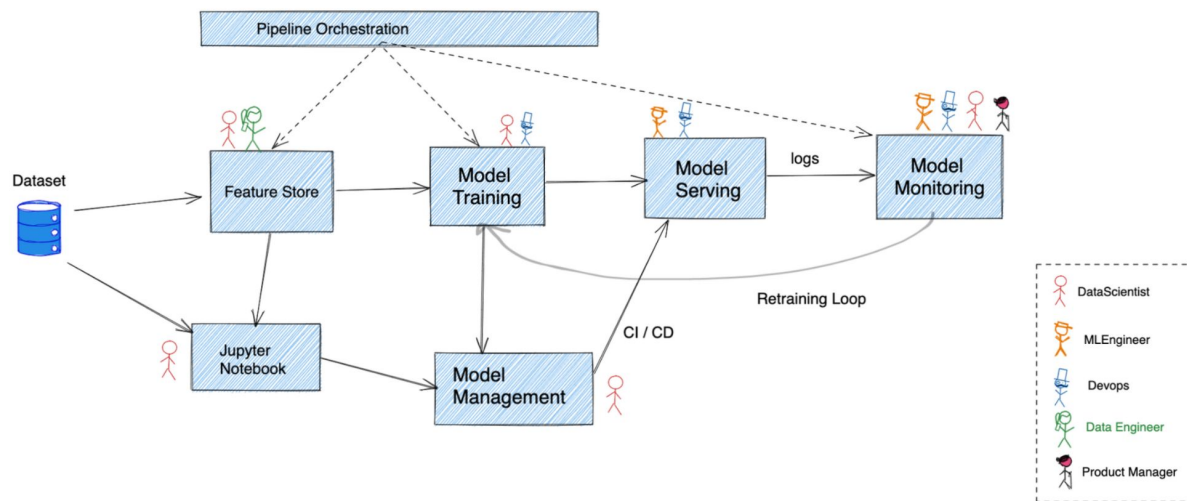 Pipeline Orchestration
Dataset
Feature Store
Model
Training
Model
Serving
logs
Model
Monitoring
Retraining Loop
Jupyter
Notebook
Model
Management
CI / CD
DataScientist
MLEngineer
Devops
Data Engineer
Product Manager